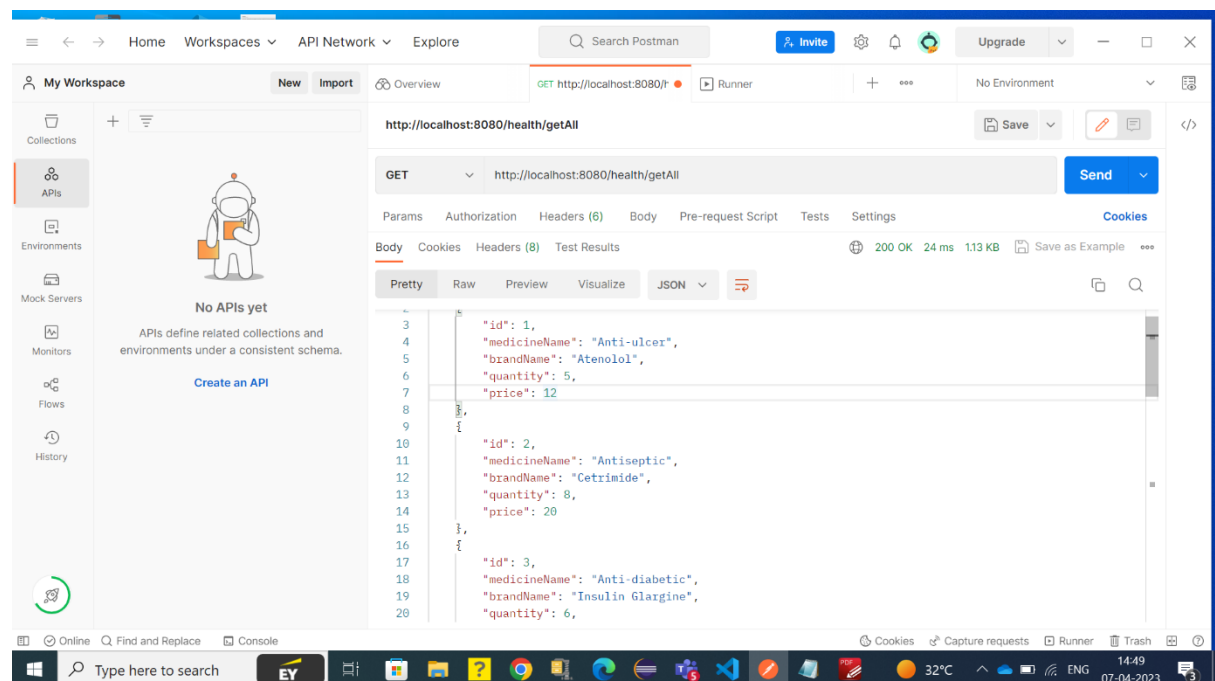 Home Workspaces API Network Explore Search Postman Invite Upgrade
My Workspace New Import Overview GET http://localhost:8080/h Runner No Environment
Collections
APIs
Environments
Mock Servers
Monitors
Flows
History
No APIs yet
APIs define related collections and
environments under a consistent schema.
Create an API
http://localhost:8080/health/getAll Save
GET http://localhost:8080/health/getAll Send
Params Authorization Headers (6) Body Pre-request Script Tests Settings Cookies
Body Cookies Headers (8) Test Results 200 OK 24 ms 1.13 KB Save as Example
Pretty Raw Preview Visualize JSON
2 {
3 "id": 1,
4 "medicineName": "Anti-ulcer",
5 "brandName": "Atenolol",
6 "quantity": 5,
7 "price": 12
8 },
9 {
10 "id": 2,
11 "medicineName": "Antiseptic",
12 "brandName": "Cetrimide",
13 "quantity": 8,
14 "price": 20
15 },
16 {
17 "id": 3,
18 "medicineName": "Anti-diabetic",
19 "brandName": "Insulin Glargine",
20 "quantity": 6,
Online Find and Replace Console Cookies Capture requests Runner Trash
Type here to search EY 32°C ENG 14:49
07-04-2023